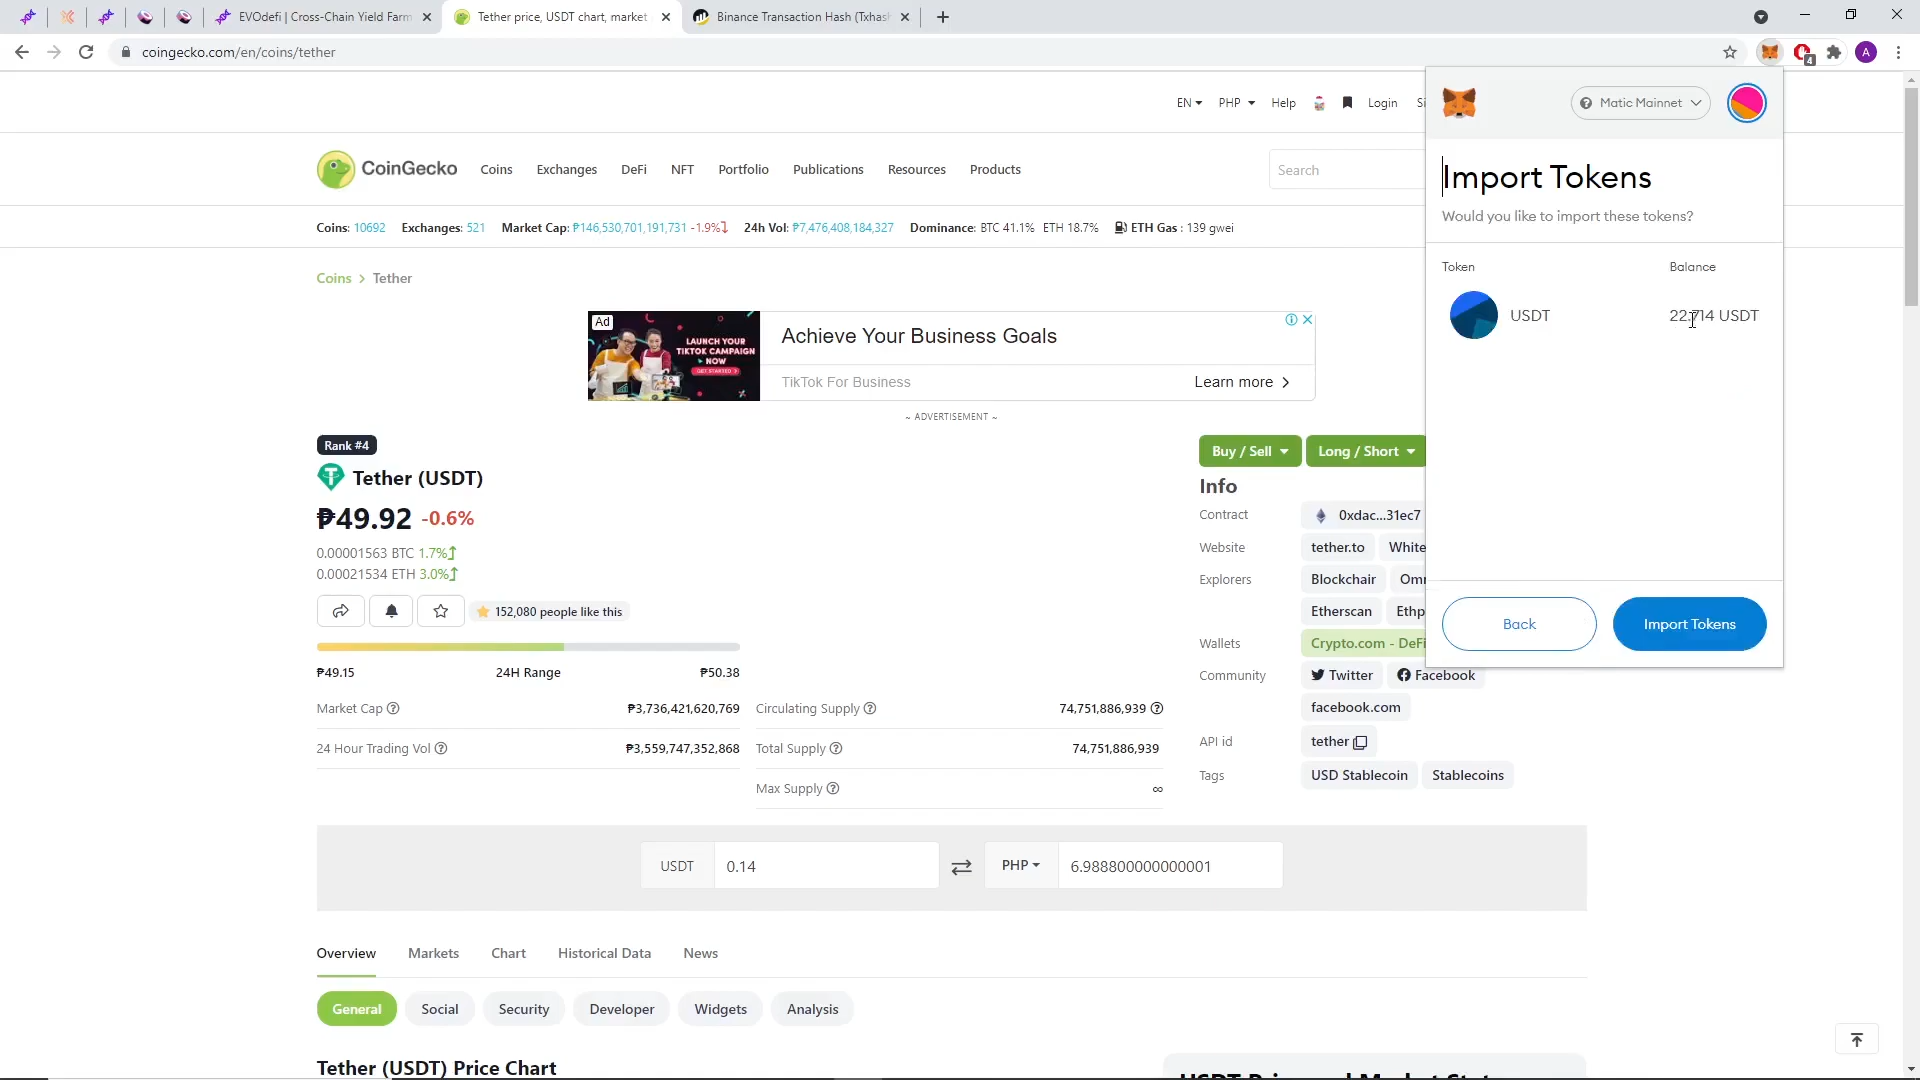 EVOdefi | Cross-Chain Yield Farm
Tether price, USDT chart, market
Binance Transaction Hash (Txhas
coingecko.com/en/coins/tether
4
A
EN
PHP
Help
Login
CoinGecko
Coins
Exchanges
DeFi
NFT
Portfolio
Publications
Resources
Products
Search
Coins: 10692
Exchanges: 521
Market Cap: ₱146,530,701,191,731 -1.9%
24h Vol: ₱7,476,408,184,327
Dominance: BTC 41.1% ETH 18.7%
ETH Gas : 139 gwei
Coins > Tether
Ad
LAUNCH YOUR
TIKTOK CAMPAIGN
NOW
GET STARTED
Achieve Your Business Goals
TikTok For Business
Learn more
~ ADVERTISEMENT ~
Rank #4
Tether (USDT)
₱49.92 -0.6%
0.00001563 BTC 1.7%
0.00021534 ETH 3.0%
152,080 people like this
₱49.15
24H Range
₱50.38
Market Cap
₱3,736,421,620,769
24 Hour Trading Vol
₱3,559,747,352,868
Circulating Supply
74,751,886,939
Total Supply
74,751,886,939
Max Supply
∞
Buy / Sell
Long / Short
Info
Contract
0xdac...31ec7
Website
tether.to
White
Explorers
Blockchair
Omn
Etherscan
Ethp
Wallets
Crypto.com - DeFi
Community
Twitter
Facebook
facebook.com
API id
tether
Tags
USD Stablecoin
Stablecoins
USDT
0.14
PHP
6.988800000000001
Overview
Markets
Chart
Historical Data
News
General
Social
Security
Developer
Widgets
Analysis
Tether (USDT) Price Chart
Matic Mainnet
Import Tokens
Would you like to import these tokens?
Token
Balance
USDT
22.714 USDT
Back
Import Tokens